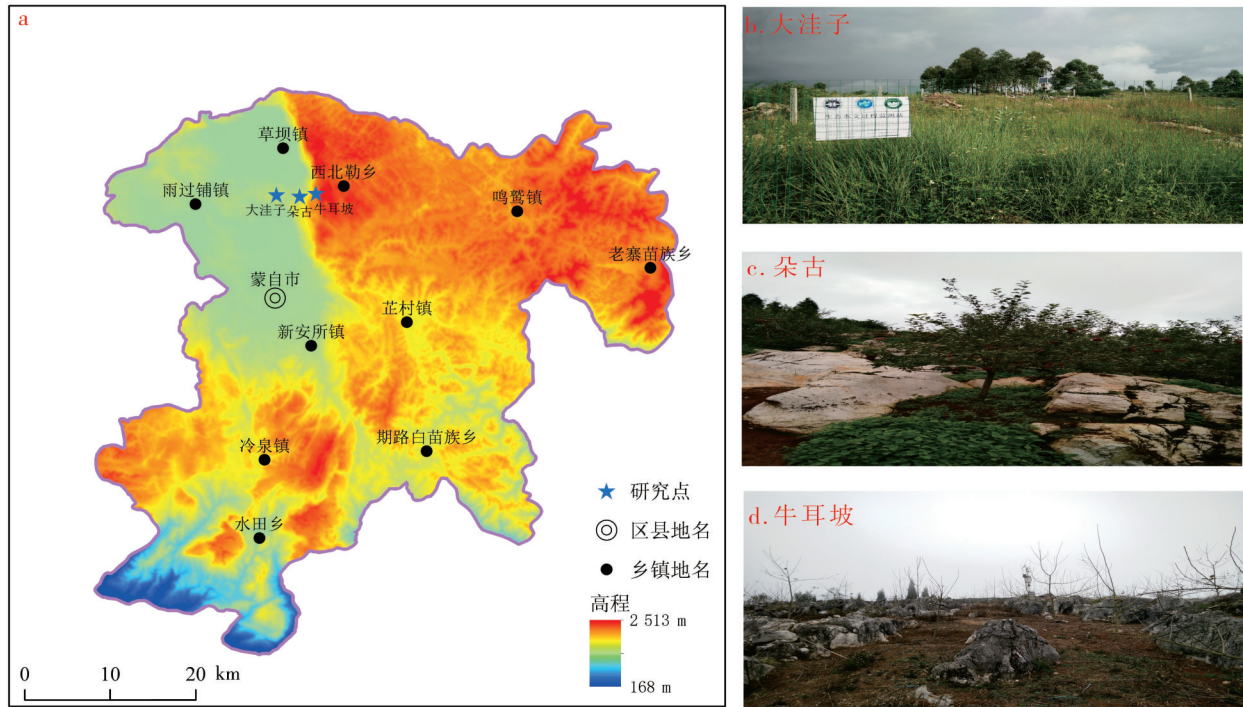 a
草坝镇
西北勒乡
雨过铺镇
大洼子
朵古
牛耳坡
鸣鹫镇
老寨苗族乡
蒙自市
芷村镇
新安所镇
冷泉镇
期路白苗族乡
水田乡
研究点
区县地名
乡镇地名
高程
2 513 m
168 m
0 10 20 km
b.大洼子
c.朵古
d.牛耳坡